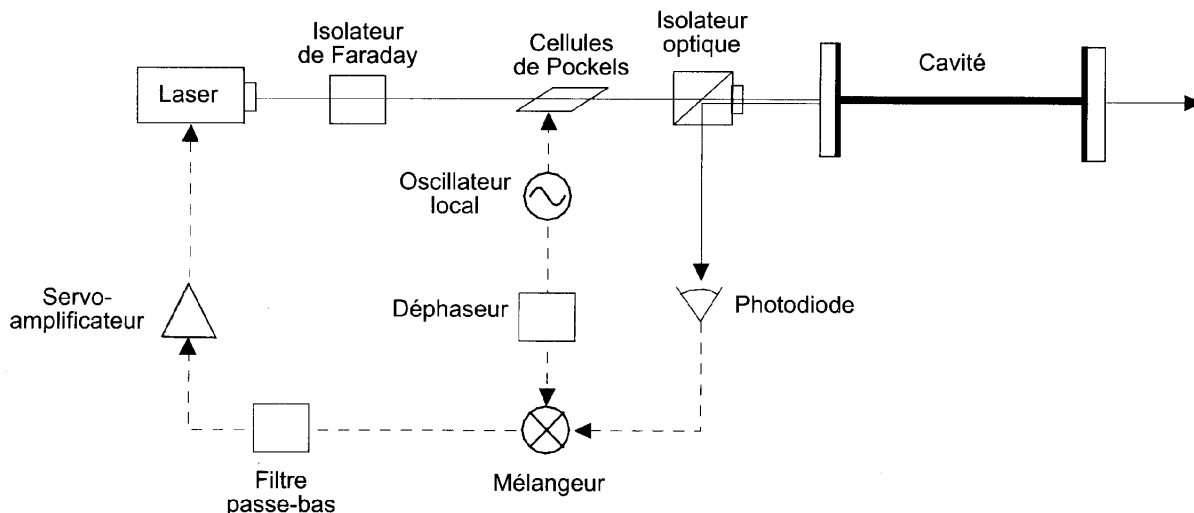 Isolateur
de Faraday
Cellules
de Pockels
Isolateur
optique
Cavité
Laser
Oscillateur
local
Servo-
amplificateur
Déphaseur
Photodiode
Filtre
passe-bas
Mélangeur